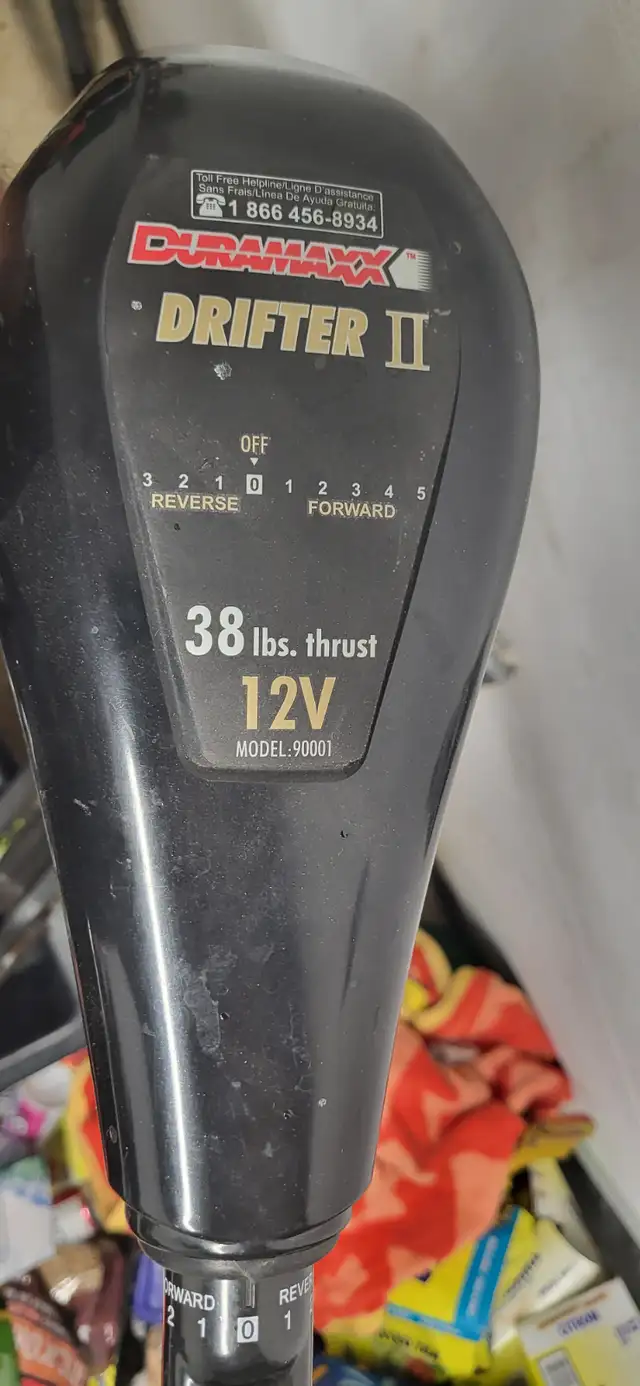 Toll Free Helpline/Ligne D'assistance
Sans Frais/Línea De Ayuda Gratuita:
1 866 456-8934
DURAMAXX™
DRIFTER II
OFF
3 2 1 0 1 2 3 4 5
REVERSE FORWARD
38 lbs. thrust
12V
MODEL:90001
ORWARD REVER
2 1 0 1